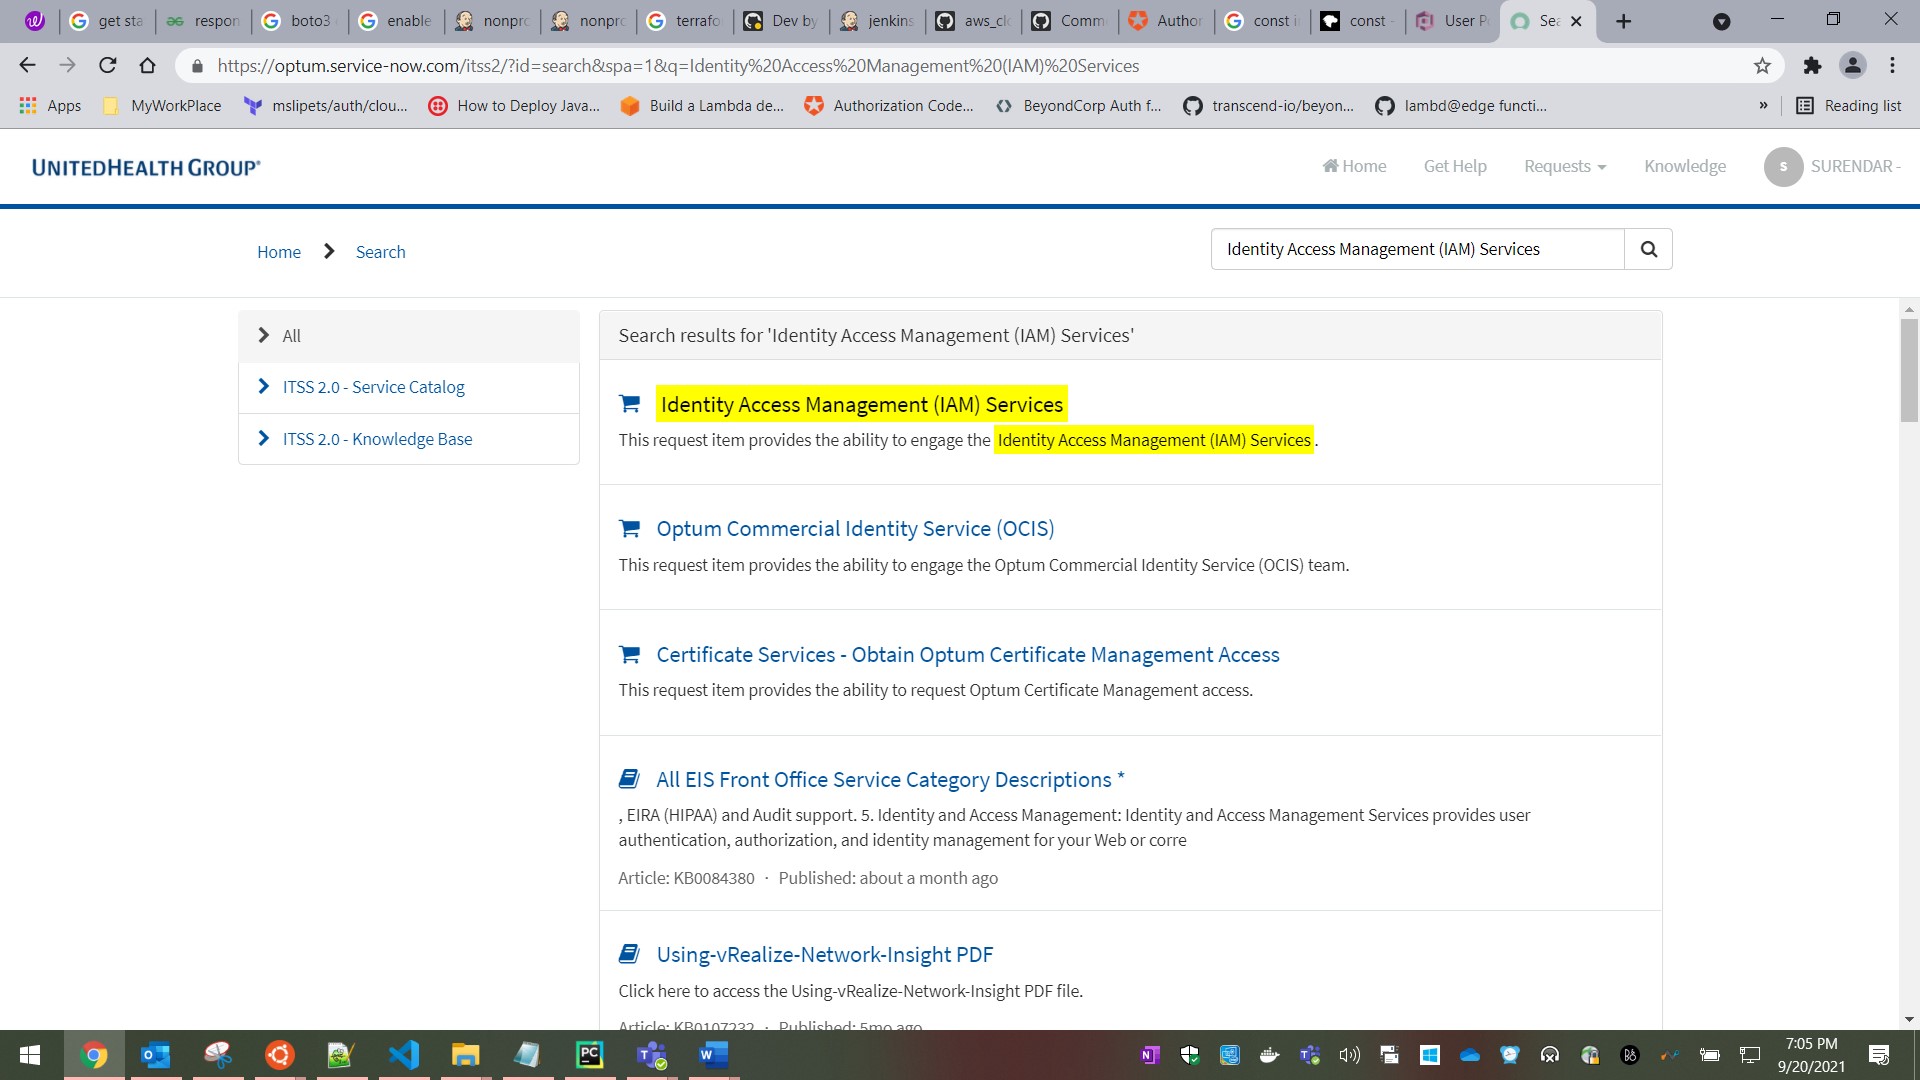 get sta
respon
boto3
enable
nonpro
nonpro
terrafo
Dev by
jenkins
aws_clo
Comm
Author
const i
const -
User P
Sea
https://optum.service-now.com/itss2/?id=search&spa=1&q=Identity%20Access%20Management%20(IAM)%20Services
Apps
MyWorkPlace
mslipets/auth/clou...
How to Deploy Java...
Build a Lambda de...
Authorization Code...
BeyondCorp Auth f...
transcend-io/beyon...
lambd@edge functi...
»
Reading list
UNITEDHEALTH GROUP®
Home
Get Help
Requests
Knowledge
S
SURENDAR -
Home
Search
Identity Access Management (IAM) Services
All
ITSS 2.0 - Service Catalog
ITSS 2.0 - Knowledge Base
Search results for 'Identity Access Management (IAM) Services'
Identity Access Management (IAM) Services
This request item provides the ability to engage the Identity Access Management (IAM) Services .
Optum Commercial Identity Service (OCIS)
This request item provides the ability to engage the Optum Commercial Identity Service (OCIS) team.
Certificate Services - Obtain Optum Certificate Management Access
This request item provides the ability to request Optum Certificate Management access.
All EIS Front Office Service Category Descriptions *
, EIRA (HIPAA) and Audit support. 5. Identity and Access Management: Identity and Access Management Services provides user
authentication, authorization, and identity management for your Web or corre
Article: KB0084380 · Published: about a month ago
Using-vRealize-Network-Insight PDF
Click here to access the Using-vRealize-Network-Insight PDF file.
Article: KB0107232 · Published: 5mo ago
7:05 PM
9/20/2021